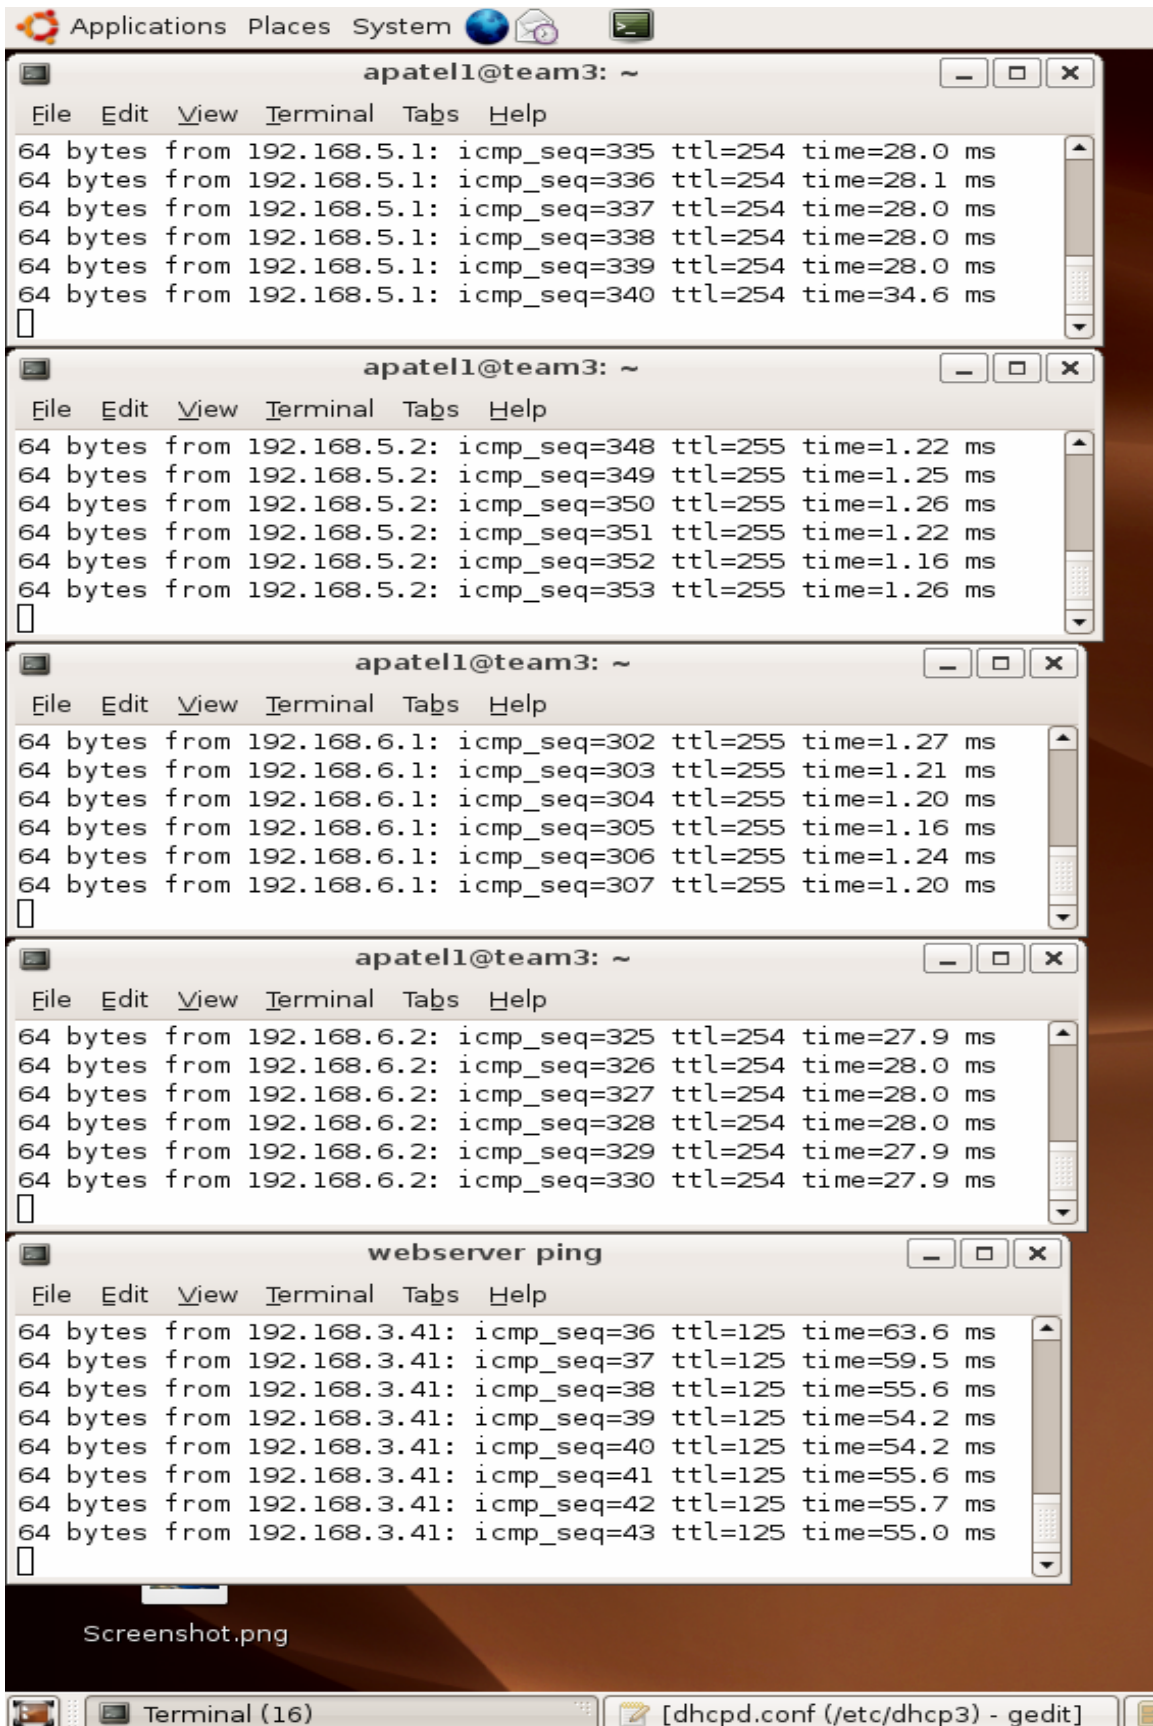 Applications Places System
apatel1@team3: ~
File Edit View Terminal Tabs Help
64 bytes from 192.168.5.1: icmp_seq=335 ttl=254 time=28.0 ms
64 bytes from 192.168.5.1: icmp_seq=336 ttl=254 time=28.1 ms
64 bytes from 192.168.5.1: icmp_seq=337 ttl=254 time=28.0 ms
64 bytes from 192.168.5.1: icmp_seq=338 ttl=254 time=28.0 ms
64 bytes from 192.168.5.1: icmp_seq=339 ttl=254 time=28.0 ms
64 bytes from 192.168.5.1: icmp_seq=340 ttl=254 time=34.6 ms
apatel1@team3: ~
File Edit View Terminal Tabs Help
64 bytes from 192.168.5.2: icmp_seq=348 ttl=255 time=1.22 ms
64 bytes from 192.168.5.2: icmp_seq=349 ttl=255 time=1.25 ms
64 bytes from 192.168.5.2: icmp_seq=350 ttl=255 time=1.26 ms
64 bytes from 192.168.5.2: icmp_seq=351 ttl=255 time=1.22 ms
64 bytes from 192.168.5.2: icmp_seq=352 ttl=255 time=1.16 ms
64 bytes from 192.168.5.2: icmp_seq=353 ttl=255 time=1.26 ms
apatel1@team3: ~
File Edit View Terminal Tabs Help
64 bytes from 192.168.6.1: icmp_seq=302 ttl=255 time=1.27 ms
64 bytes from 192.168.6.1: icmp_seq=303 ttl=255 time=1.21 ms
64 bytes from 192.168.6.1: icmp_seq=304 ttl=255 time=1.20 ms
64 bytes from 192.168.6.1: icmp_seq=305 ttl=255 time=1.16 ms
64 bytes from 192.168.6.1: icmp_seq=306 ttl=255 time=1.24 ms
64 bytes from 192.168.6.1: icmp_seq=307 ttl=255 time=1.20 ms
apatel1@team3: ~
File Edit View Terminal Tabs Help
64 bytes from 192.168.6.2: icmp_seq=325 ttl=254 time=27.9 ms
64 bytes from 192.168.6.2: icmp_seq=326 ttl=254 time=28.0 ms
64 bytes from 192.168.6.2: icmp_seq=327 ttl=254 time=28.0 ms
64 bytes from 192.168.6.2: icmp_seq=328 ttl=254 time=28.0 ms
64 bytes from 192.168.6.2: icmp_seq=329 ttl=254 time=27.9 ms
64 bytes from 192.168.6.2: icmp_seq=330 ttl=254 time=27.9 ms
webserver ping
File Edit View Terminal Tabs Help
64 bytes from 192.168.3.41: icmp_seq=36 ttl=125 time=63.6 ms
64 bytes from 192.168.3.41: icmp_seq=37 ttl=125 time=59.5 ms
64 bytes from 192.168.3.41: icmp_seq=38 ttl=125 time=55.6 ms
64 bytes from 192.168.3.41: icmp_seq=39 ttl=125 time=54.2 ms
64 bytes from 192.168.3.41: icmp_seq=40 ttl=125 time=54.2 ms
64 bytes from 192.168.3.41: icmp_seq=41 ttl=125 time=55.6 ms
64 bytes from 192.168.3.41: icmp_seq=42 ttl=125 time=55.7 ms
64 bytes from 192.168.3.41: icmp_seq=43 ttl=125 time=55.0 ms
Screenshot.png
Terminal (16)
[dhcpd.conf (/etc/dhcp3) - gedit]